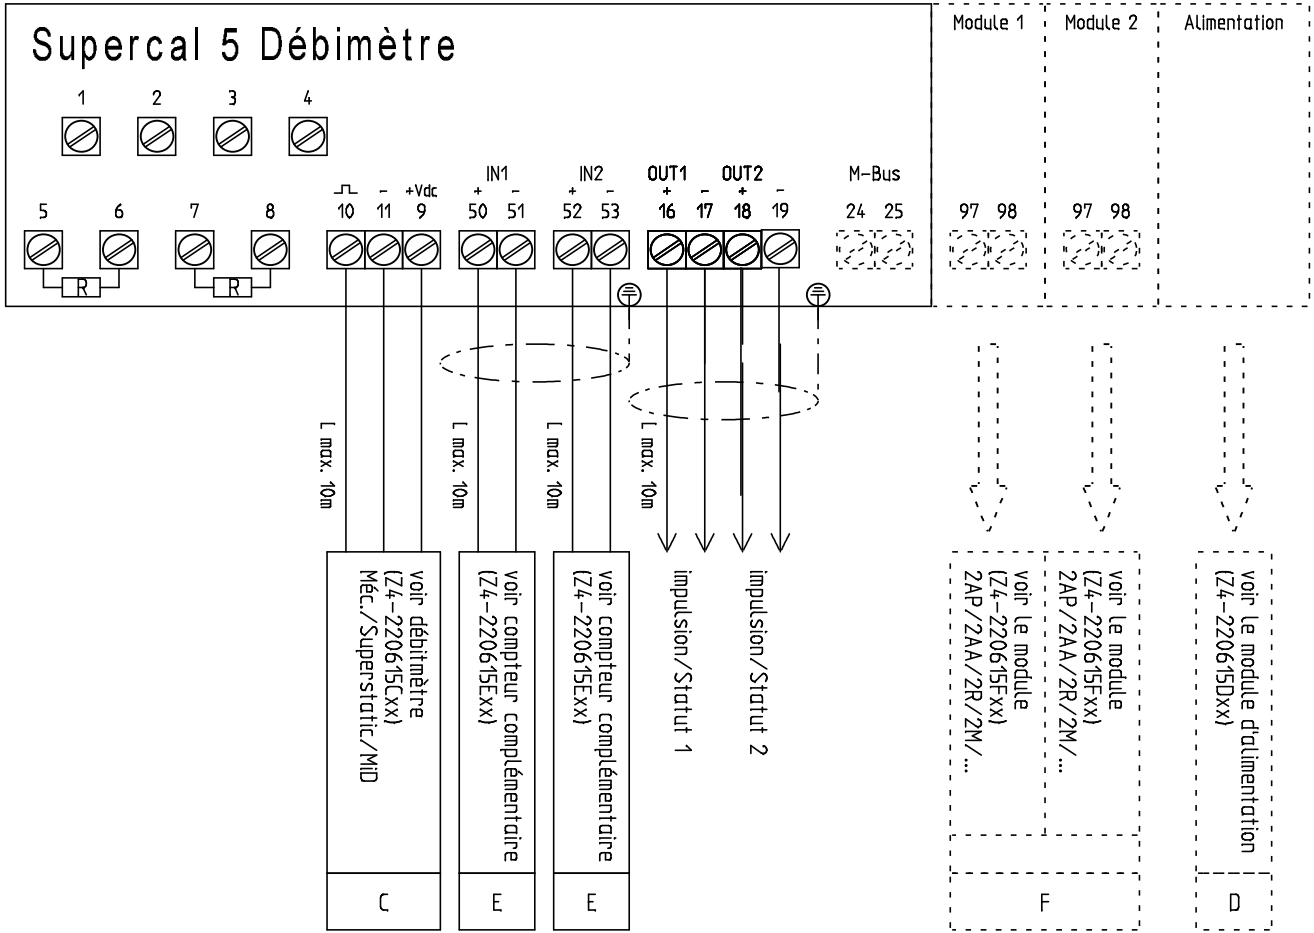 Supercal 5 Débimètre
Module 1
Module 2
Alimentation
1 2 3 4
IN1 IN2 OUT1 OUT2 M-Bus
- +Vdc + - + - + - + -
5 6 7 8 10 11 9 50 51 52 53 16 17 18 19 24 25 97 98 97 98
R R
L max. 10m
L max. 10m
L max. 10m
L max. 10m
voir débitmètre
(Z4-220615Cxx)
Méc./Superstatic/MiD
C
voir compteur complémentaire
(Z4-220615Exx)
E
voir compteur complémentaire
(Z4-220615Exx)
E
impulsion/Statut 1
impulsion/Statut 2
voir le module
(Z4-220615Fxx)
2AP/2AA/2R/2M/...
voir le module
(Z4-220615Fxx)
2AP/2AA/2R/2M/...
F
voir le module d'alimentation
(Z4-220615Dxx)
D